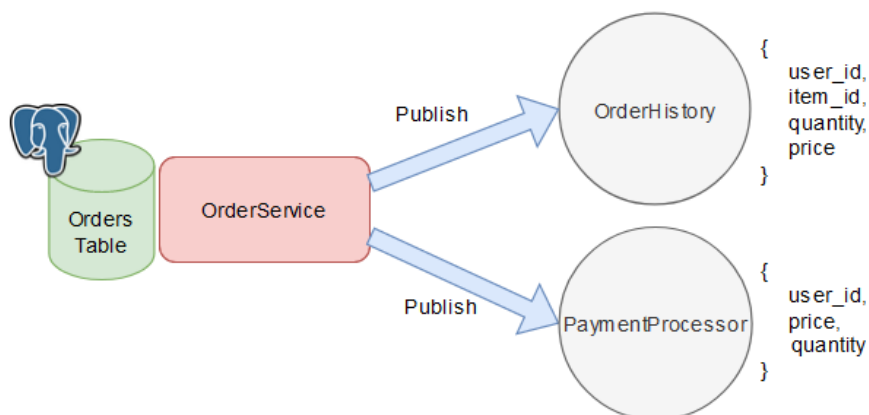 Orders
Table
OrderService
Publish
Publish
OrderHistory
{
user_id,
item_id,
quantity,
price
}
PaymentProcessor
{
user_id,
price,
quantity
}